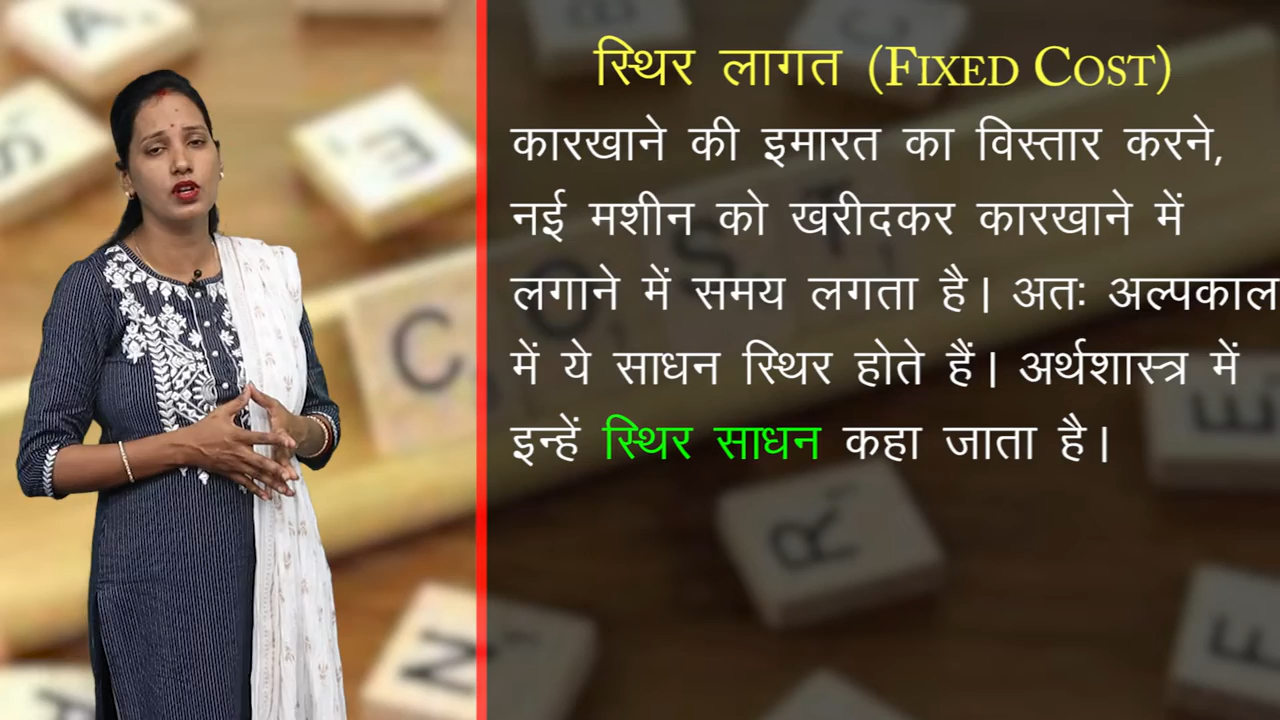 स्थिर लागत (FIXED COST)
कारखाने की इमारत का विस्तार करने,
नई मशीन को खरीदकर कारखाने में
लगाने में समय लगता है। अतः अल्पकाल
में ये साधन स्थिर होते हैं। अर्थशास्त्र में
इन्हें स्थिर साधन कहा जाता है।